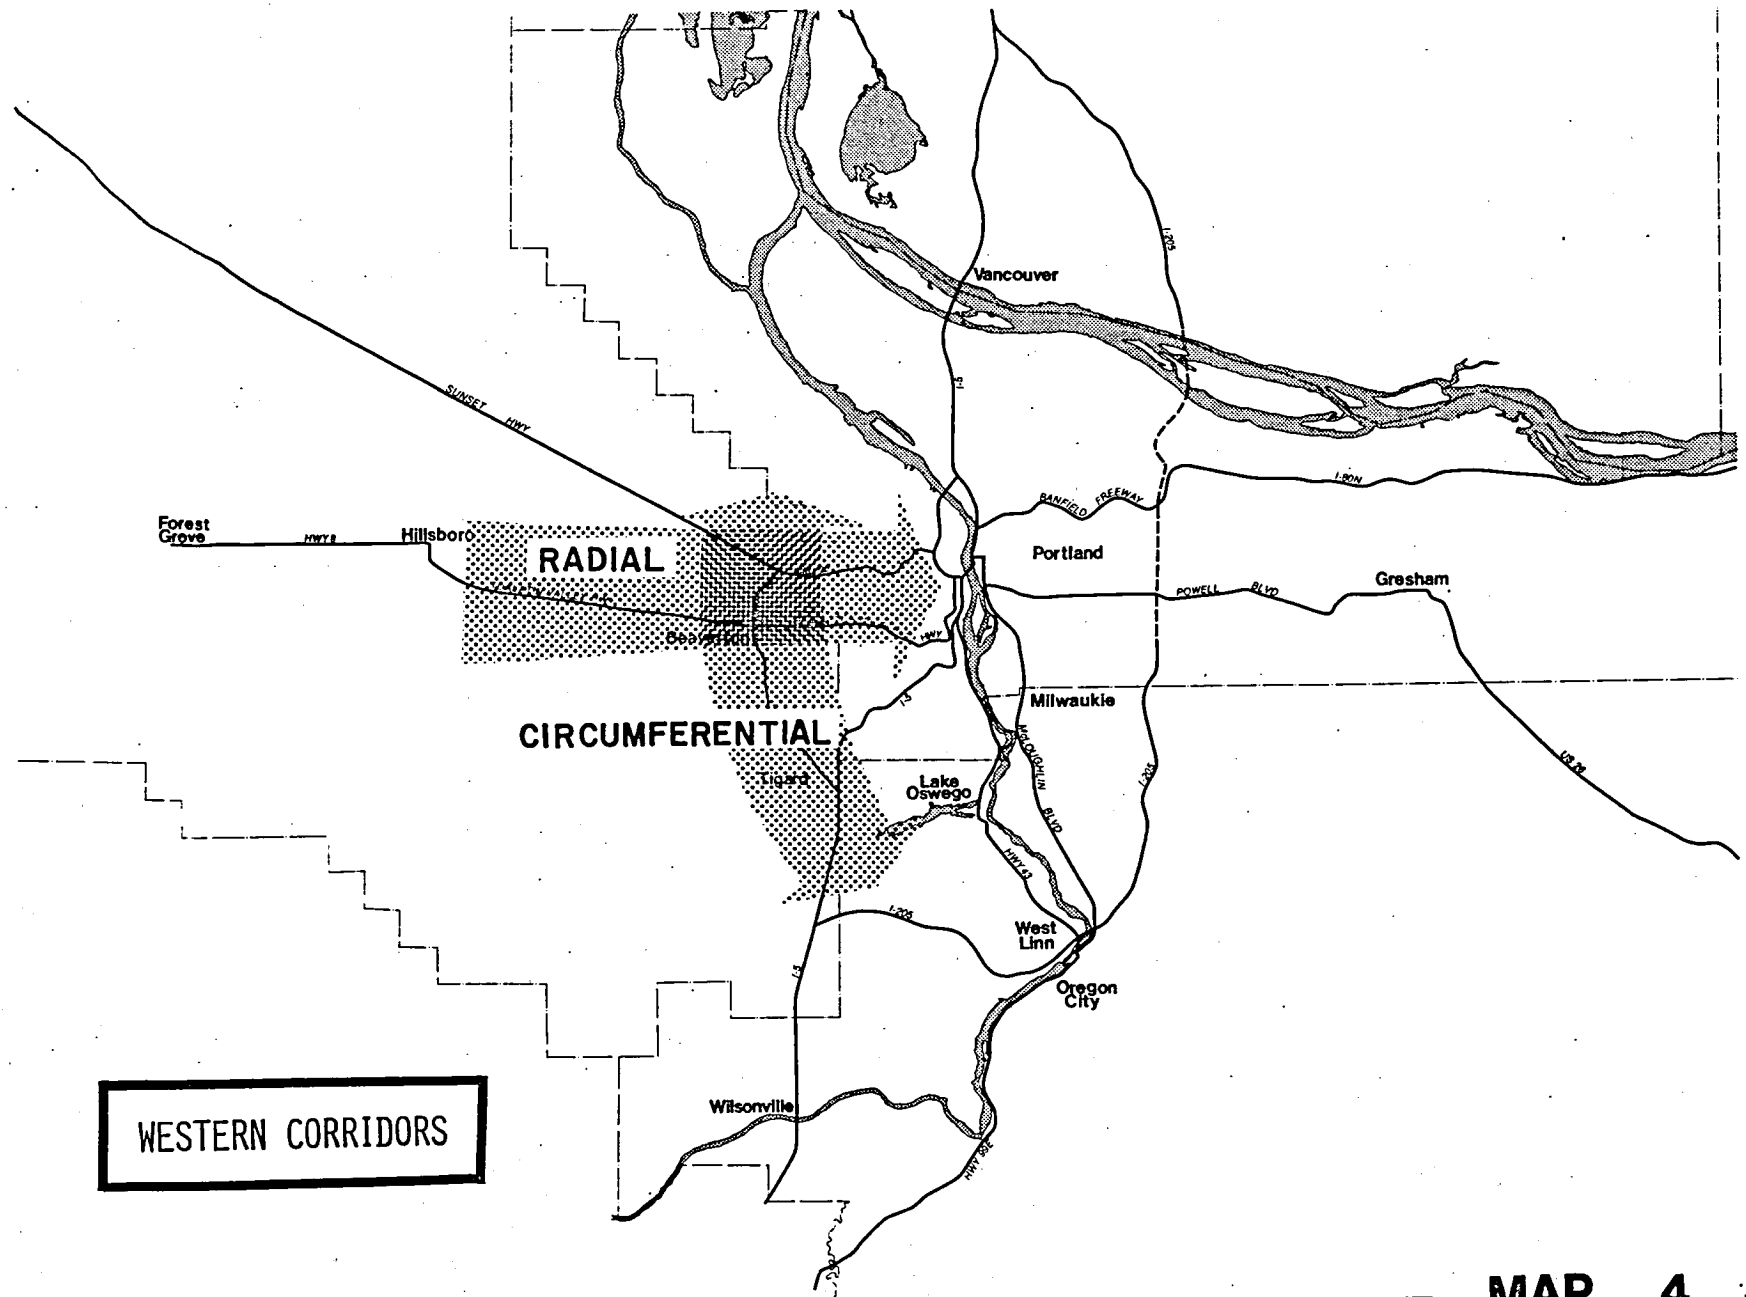 I-205
Vancouver
I-5
SUNSET HWY
I-80N
BANFIELD FREEWAY
Forest
Grove
HWY 8
Hillsboro
RADIAL
Portland
Gresham
POWELL BLVD
Beaverton
HWY
I-5
Milwaukie
CIRCUMFERENTIAL
McLOUGHLIN BLVD
US 26
Tigard
Lake
Oswego
I-205
HWY 43
I-205
West
Linn
I-5
Oregon
City
WESTERN CORRIDORS
Wilsonville
HWY 99E
MAP 4